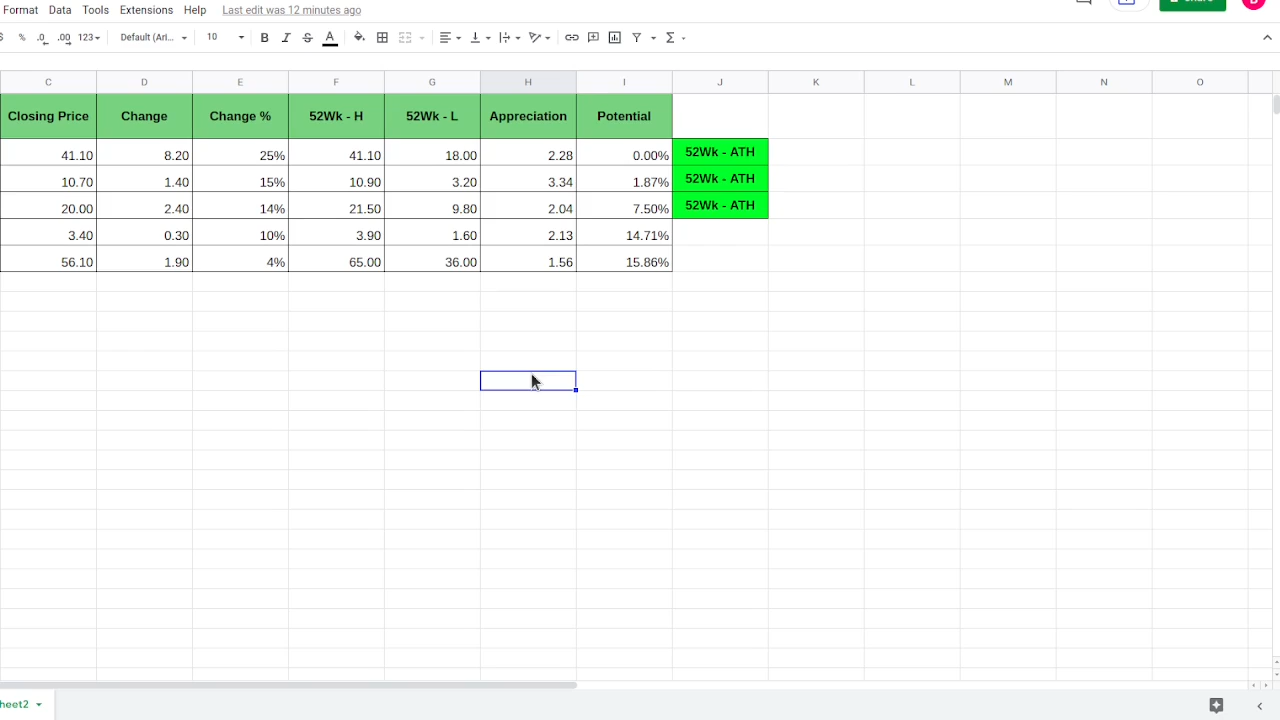 Format Data Tools Extensions Help Last edit was 12 minutes ago
% .0 .00 123 Default (Ari... 10 B I S A Σ
C D E F G H I J K L M N O
Closing Price Change Change % 52Wk - H 52Wk - L Appreciation Potential
41.10 8.20 25% 41.10 18.00 2.28 0.00% 52Wk - ATH
10.70 1.40 15% 10.90 3.20 3.34 1.87% 52Wk - ATH
20.00 2.40 14% 21.50 9.80 2.04 7.50% 52Wk - ATH
3.40 0.30 10% 3.90 1.60 2.13 14.71%
56.10 1.90 4% 65.00 36.00 1.56 15.86%
heet2